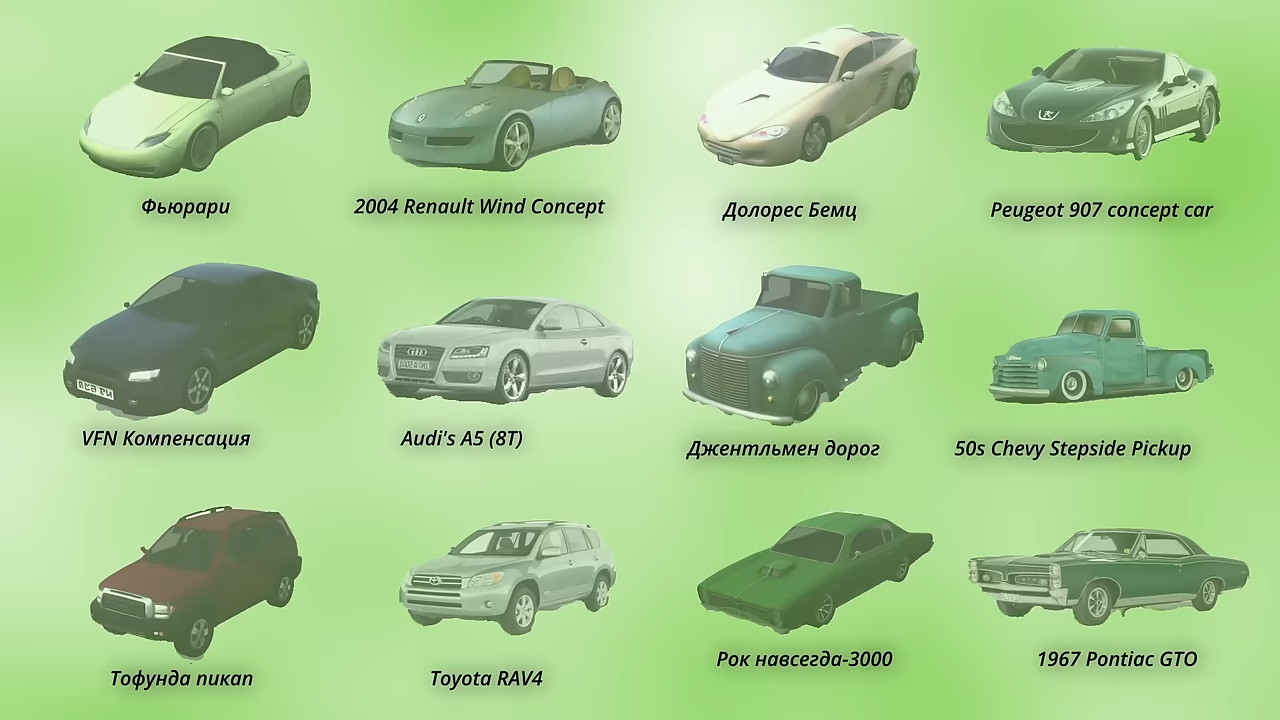 Фьюрари
2004 Renault Wind Concept
Долорес Бемц
Peugeot 907 concept car
VFN Компенсация
Audi's A5 (8T)
Джентльмен дорог
50s Chevy Stepside Pickup
Тофунда пикап
Toyota RAV4
Рок навсегда-3000
1967 Pontiac GTO